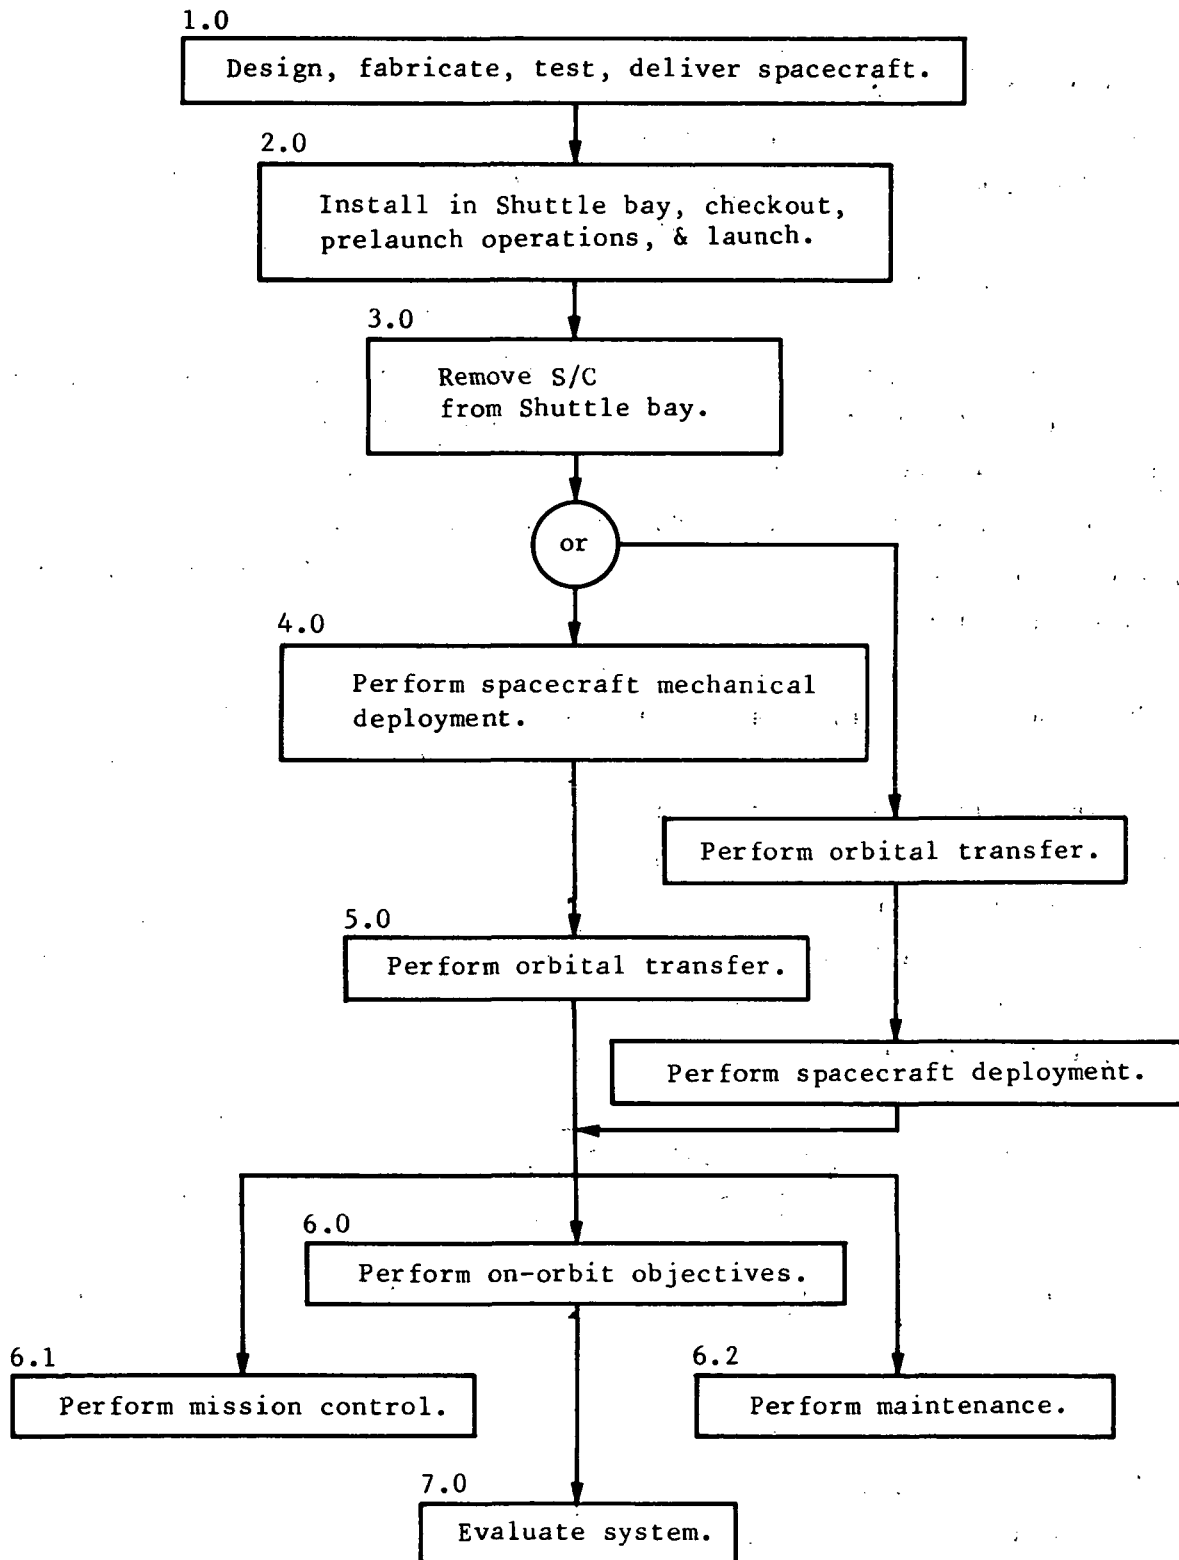 1.0
Design, fabricate, test, deliver spacecraft.
2.0
Install in Shuttle bay, checkout,
prelaunch operations, & launch.
3.0
Remove S/C
from Shuttle bay.
or
4.0
Perform spacecraft mechanical
deployment.
Perform orbital transfer.
5.0
Perform orbital transfer.
Perform spacecraft deployment.
6.0
Perform on-orbit objectives.
6.1
Perform mission control.
6.2
Perform maintenance.
7.0
Evaluate system.